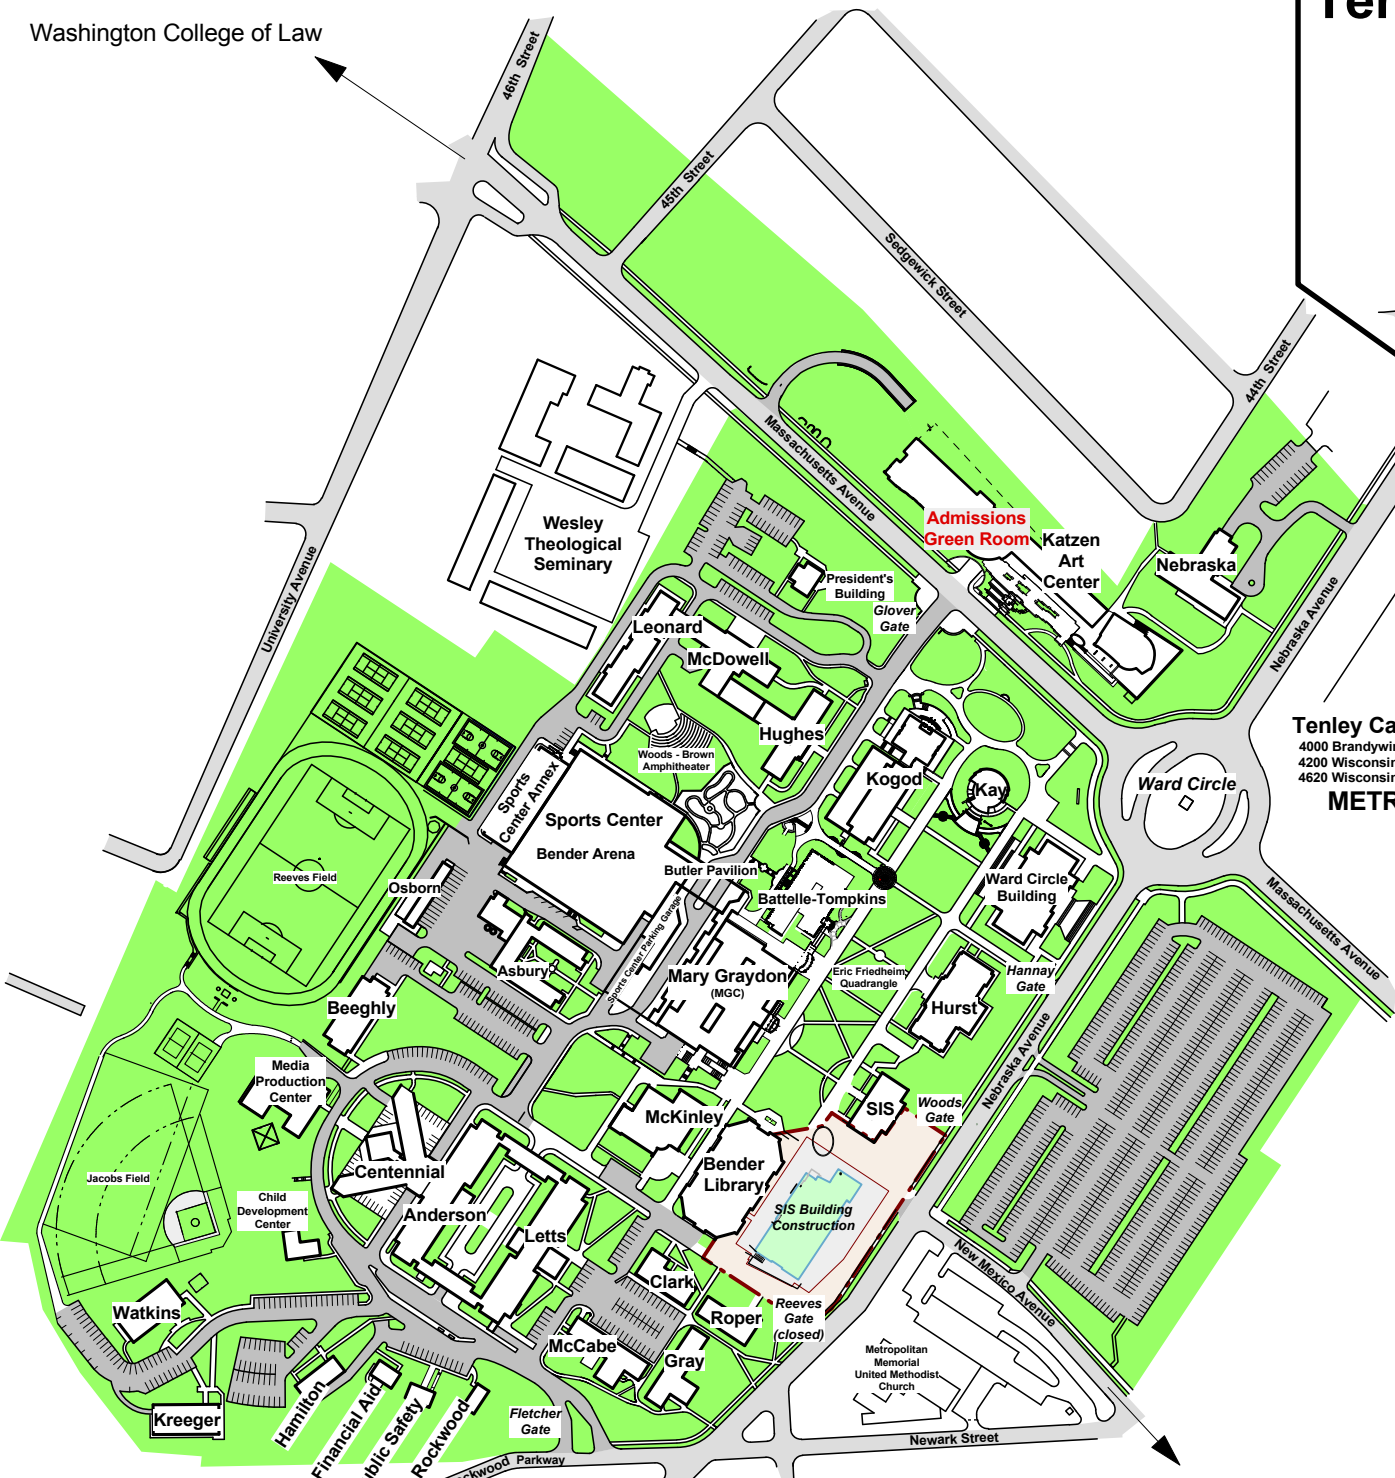 Washington College of Law
46th Street
45th Street
Sedgewick Street
44th Street
Massachusetts Avenue
Admissions
Green Room
Katzen
Art
Center
Nebraska
Nebraska Avenue
Wesley
Theological
Seminary
University Avenue
President's
Building
Glover
Gate
Leonard
McDowell
Hughes
Woods - Brown
Amphitheater
Tenley Ca
4000 Brandywi
4200 Wisconsin
4620 Wisconsin
METR
Ward Circle
Kogod
Kay
Sports
Center Annex
Sports Center
Bender Arena
Butler Pavilion
Battelle-Tompkins
Ward Circle
Building
Massachusetts Avenue
Reeves Field
Osborn
Asbury
Sports Center Parking Garage
Mary Graydon
(MGC)
Eric Friedheim
Quadrangle
Hannay
Gate
Hurst
Beeghly
Nebraska Avenue
Media
Production
Center
McKinley
SIS
Woods
Gate
Jacobs Field
Centennial
Bender
Library
Child
Development
Center
Anderson
Letts
SIS Building
Construction
New Mexico Avenue
Clark
Watkins
Roper
Reeves
Gate
(closed)
McCabe
Gray
Metropolitan
Memorial
United Methodist
Church
Kreeger
Hamilton
Financial Aid
blic Safety
Rockwood
Fletcher
Gate
Newark Street
ckwood Parkway